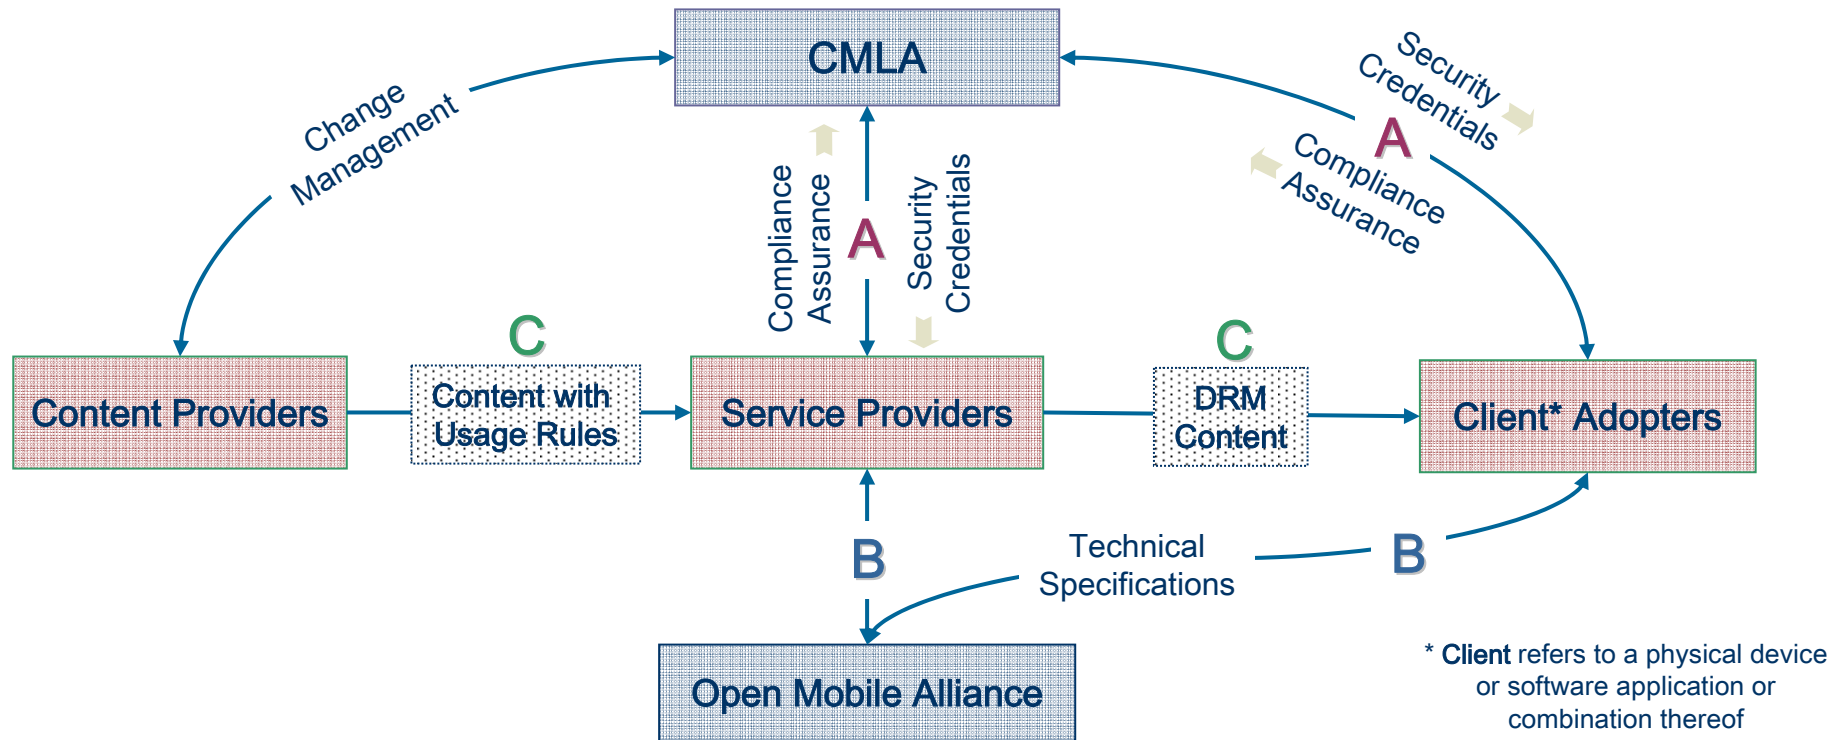 CMLA
Change
Management
Security
Credentials
A
Compliance
Assurance
Compliance
Assurance
A
Security
Credentials
C
C
Content Providers
Content with
Usage Rules
Service Providers
DRM
Content
Client* Adopters
B
Technical
Specifications
B
Open Mobile Alliance
* Client refers to a physical device
or software application or
combination thereof